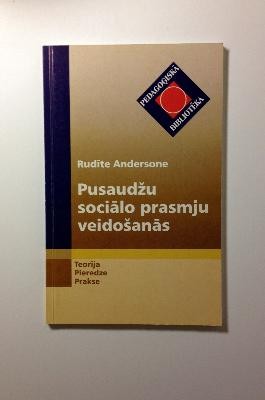 PEDAGOĢISKĀ
BIBLIOTĒKA
Rudīte Andersone
Pusaudžu
sociālo prasmju
veidošanās
Teorija
Pieredze
Prakse